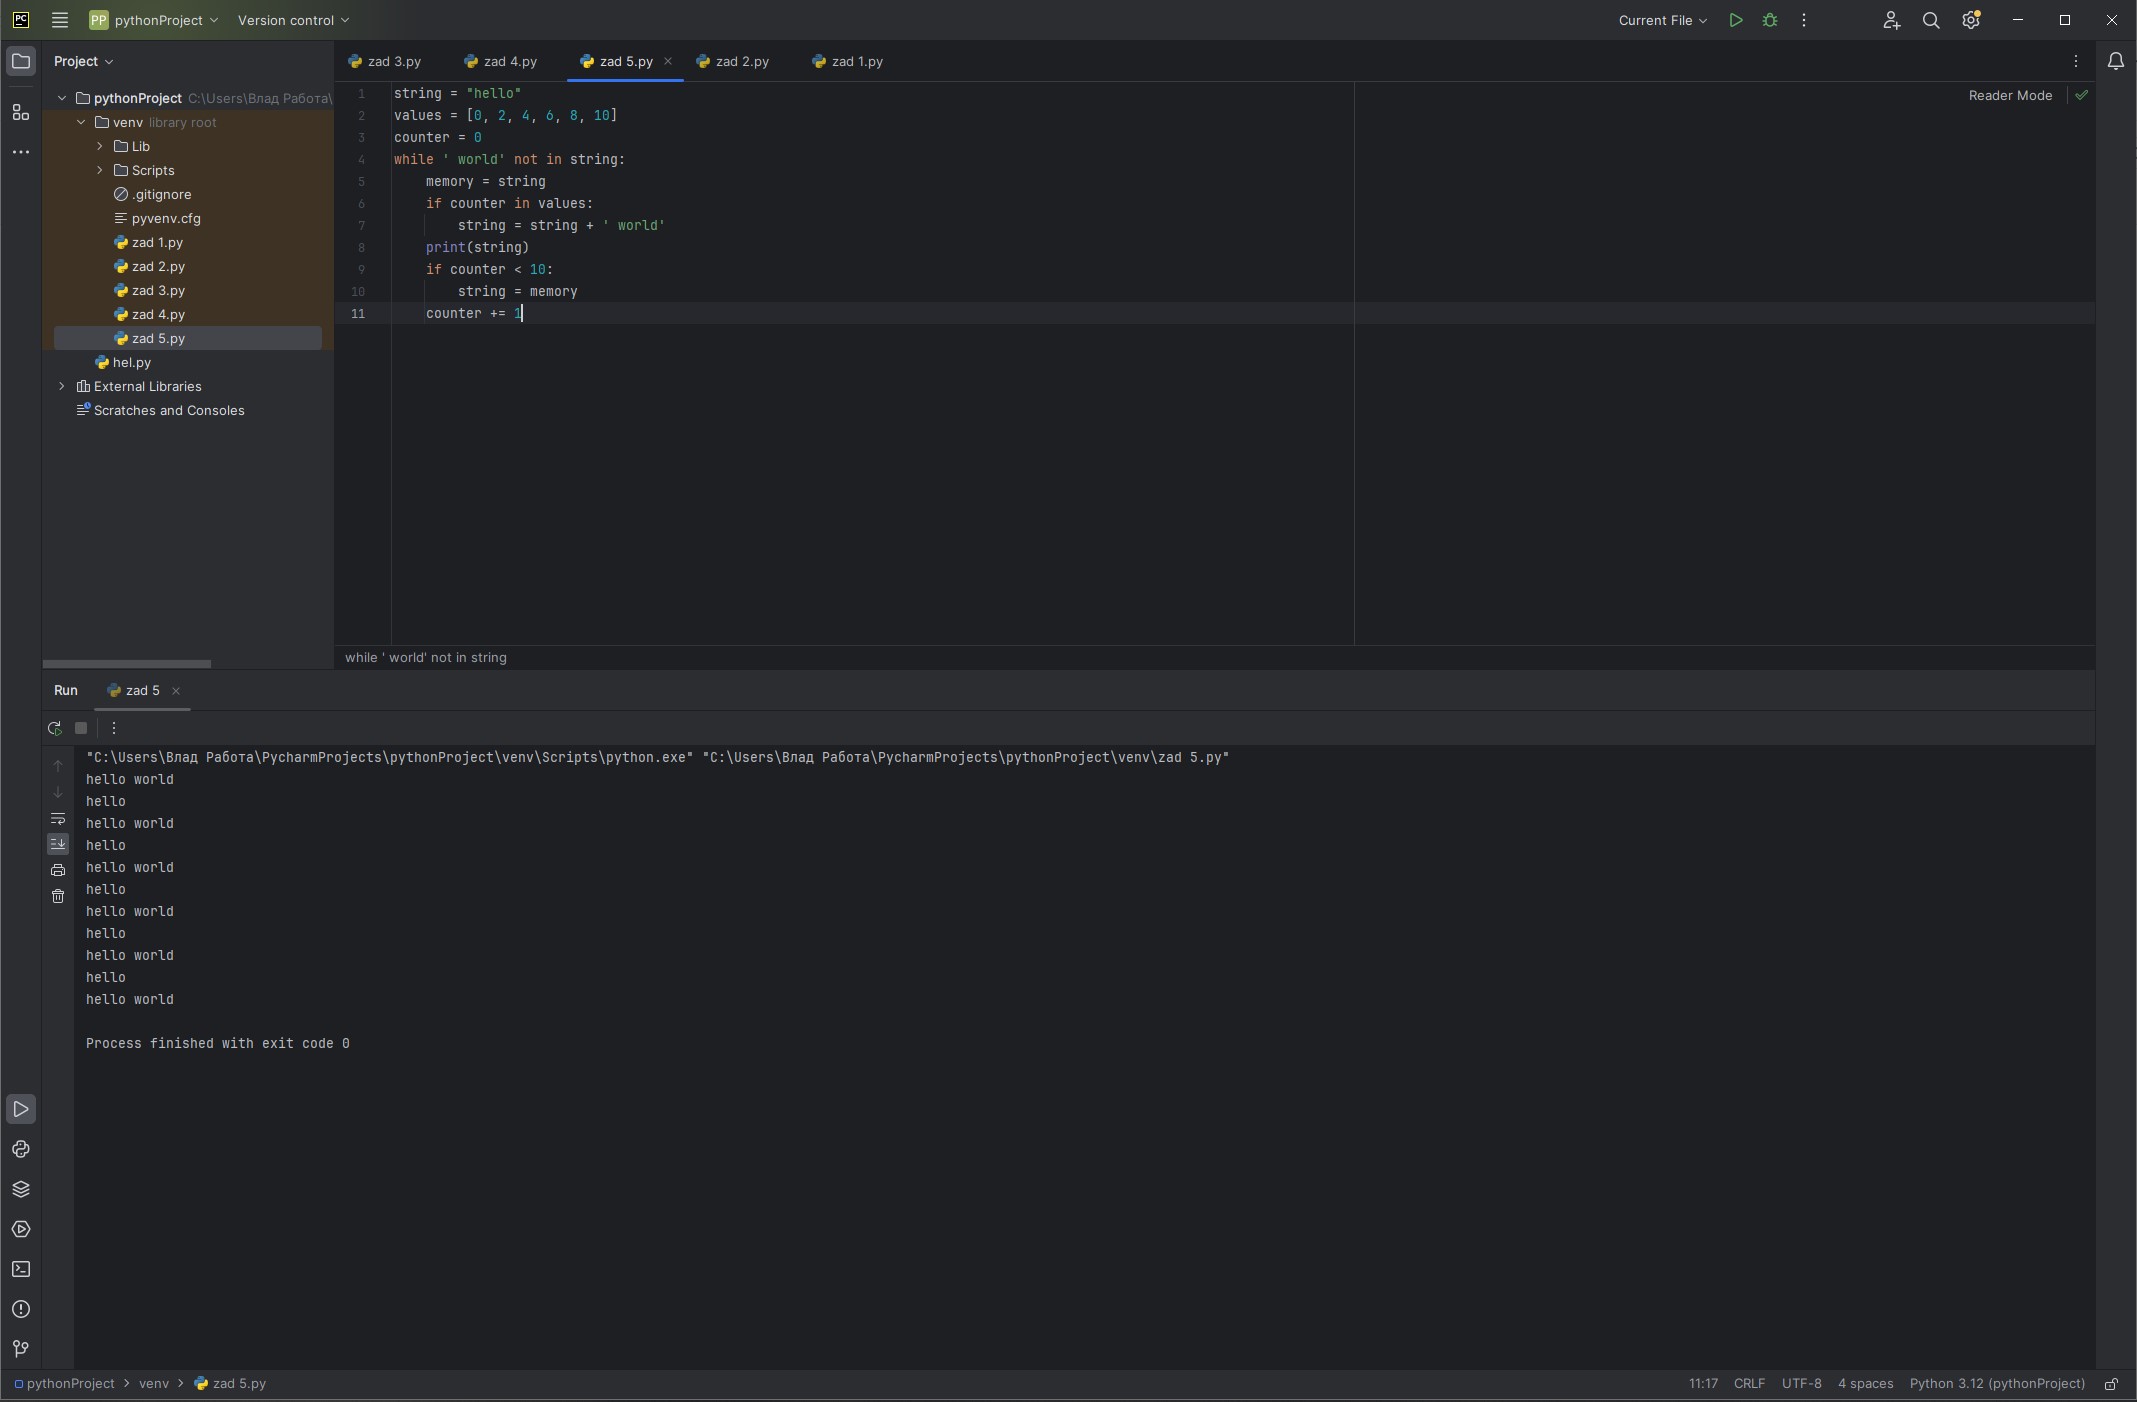 PC
PP pythonProject Version control Current File
Project
zad 3.py zad 4.py zad 5.py zad 2.py zad 1.py
pythonProject C:\Users\Влад Работа\
venv library root
Lib
Scripts
.gitignore
pyvenv.cfg
zad 1.py
zad 2.py
zad 3.py
zad 4.py
zad 5.py
hel.py
External Libraries
Scratches and Consoles
Reader Mode
1 string = "hello"
2 values = [0, 2, 4, 6, 8, 10]
3 counter = 0
4 while ' world' not in string:
5     memory = string
6     if counter in values:
7         string = string + ' world'
8     print(string)
9     if counter < 10:
10         string = memory
11     counter += 1
while ' world' not in string
Run zad 5
"C:\Users\Влад Работа\PycharmProjects\pythonProject\venv\Scripts\python.exe" "C:\Users\Влад Работа\PycharmProjects\pythonProject\venv\zad 5.py"
hello world
hello
hello world
hello
hello world
hello
hello world
hello
hello world
hello
hello world
Process finished with exit code 0
pythonProject > venv > zad 5.py 11:17 CRLF UTF-8 4 spaces Python 3.12 (pythonProject)